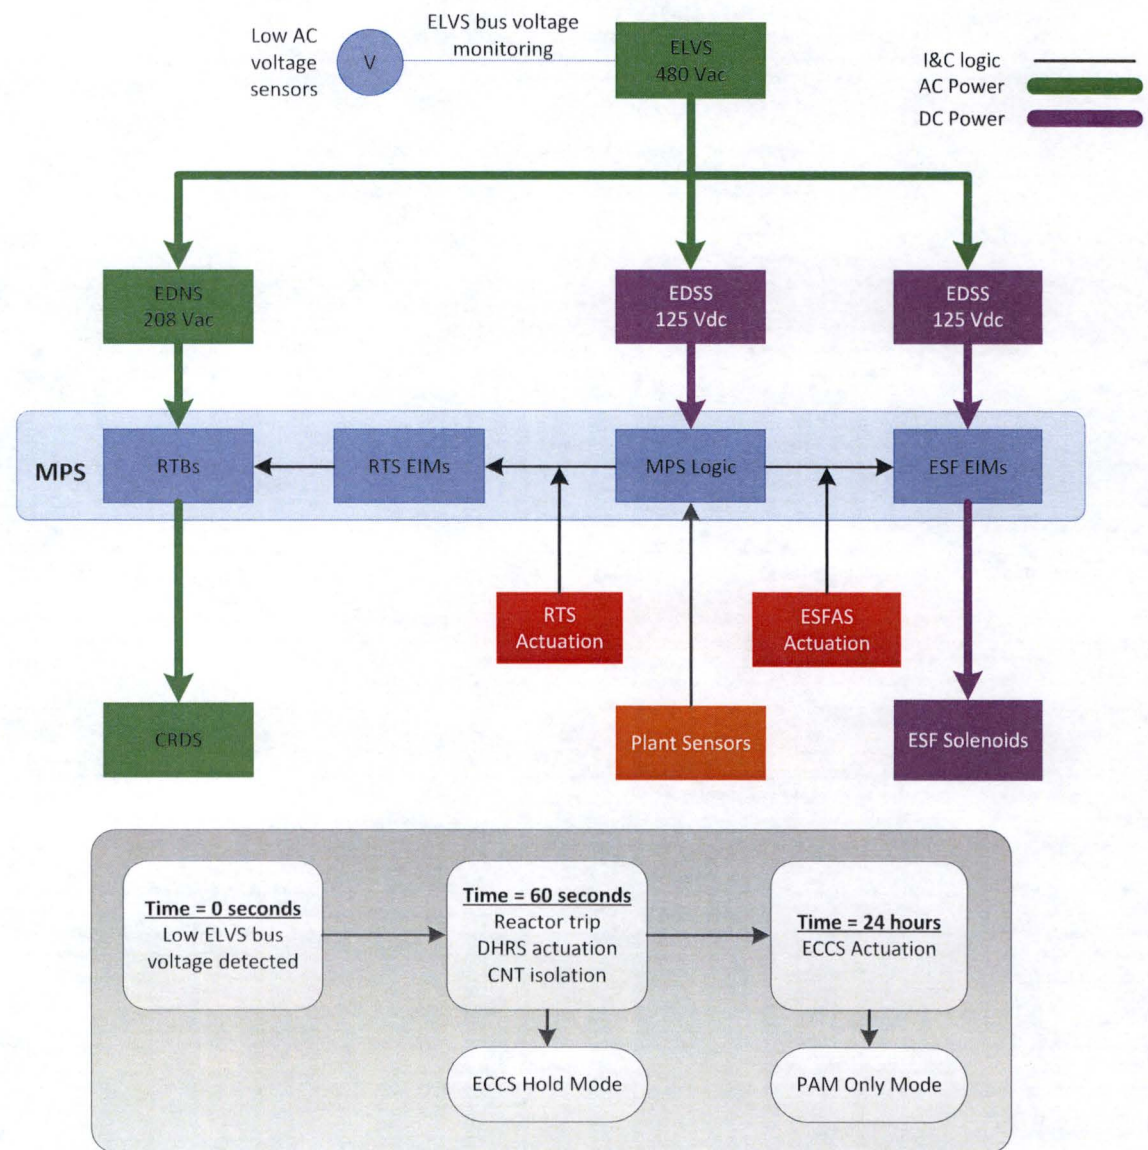 Low AC
voltage
sensors
V
ELVS bus voltage
monitoring
ELVS
480 Vac
I&C logic
AC Power
DC Power
EDNS
208 Vac
EDSS
125 Vdc
EDSS
125 Vdc
MPS
RTBs
RTS EIMs
MPS Logic
ESF EIMs
RTS
Actuation
ESFAS
Actuation
CRDS
Plant Sensors
ESF Solenoids
Time = 0 seconds
Low ELVS bus
voltage detected
Time = 60 seconds
Reactor trip
DHRS actuation
CNT isolation
Time = 24 hours
ECCS Actuation
ECCS Hold Mode
PAM Only Mode